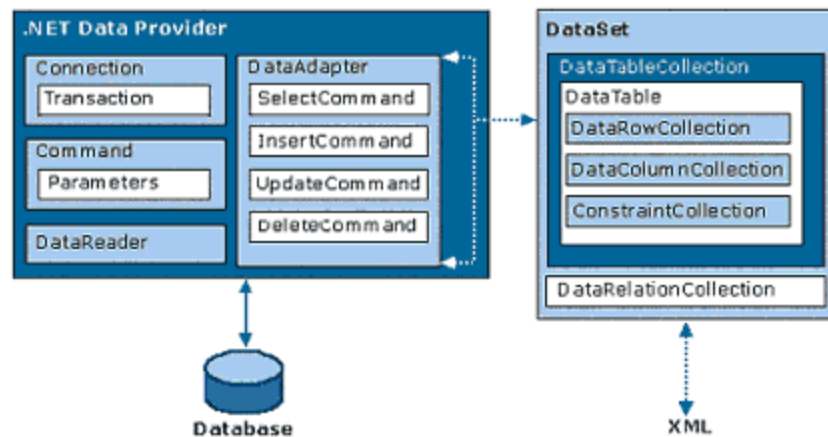 .NET Data Provider
Connection
Transaction
Command
Parameters
DataReader
DataAdapter
SelectCommand
InsertCommand
UpdateCommand
DeleteCommand
Database
DataSet
DataTableCollection
DataTable
DataRowCollection
DataColumnCollection
ConstraintCollection
DataRelationCollection
XML